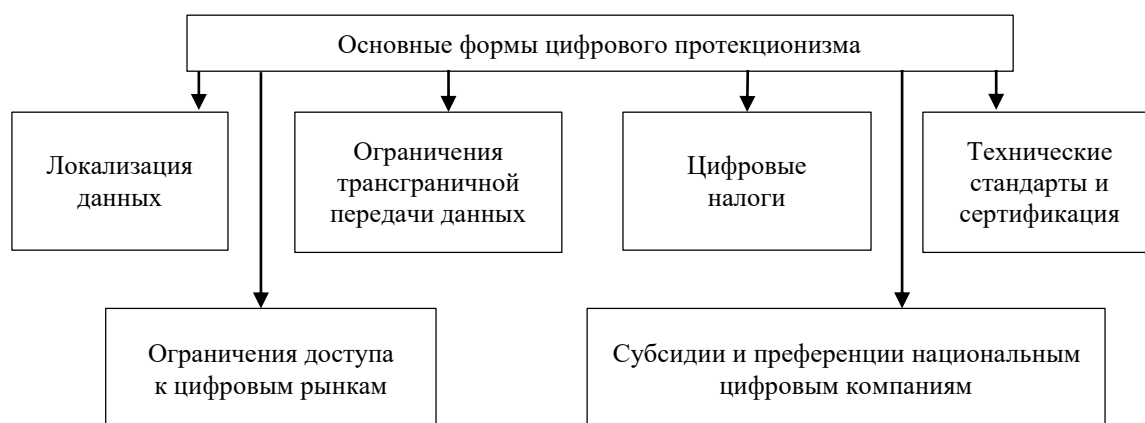 Основные формы цифрового протекционизма
Локализация
данных
Ограничения
трансграничной
передачи данных
Цифровые
налоги
Технические
стандарты и
сертификация
Ограничения доступа
к цифровым рынкам
Субсидии и преференции национальным
цифровым компаниям